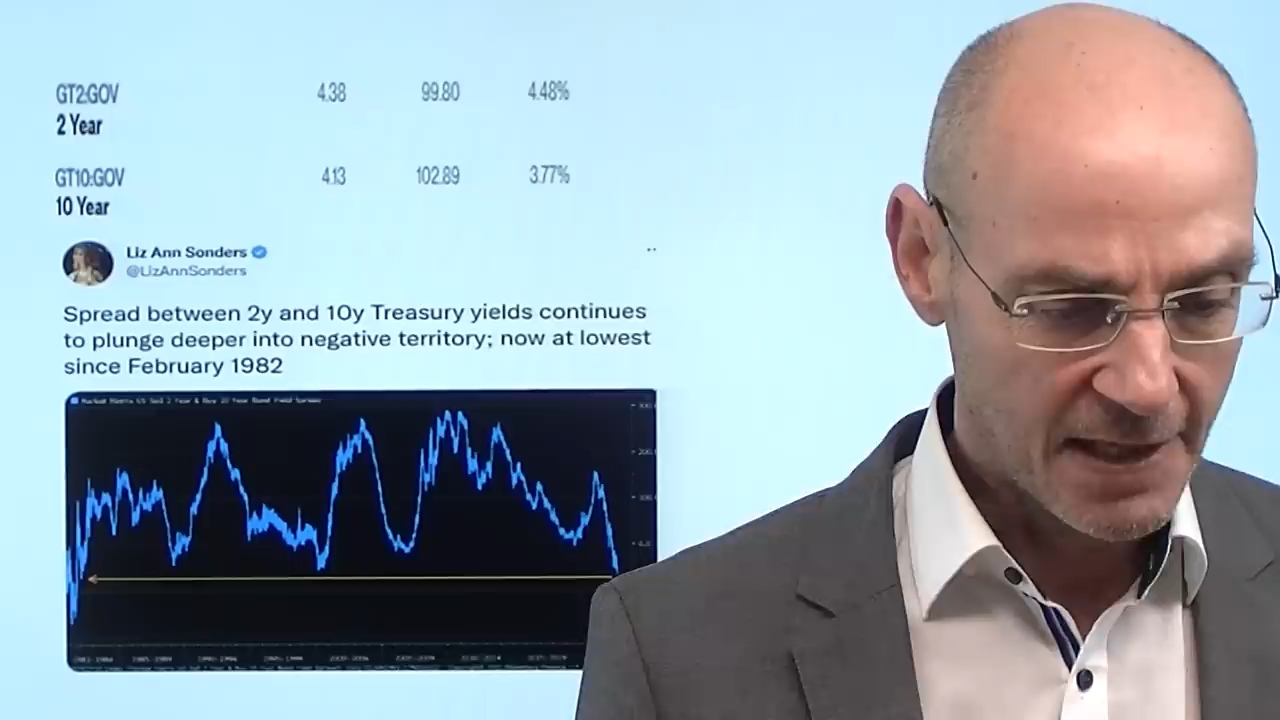 GT2:GOV 4.38 99.80 4.48%
2 Year
GT10:GOV 4.13 102.89 3.77%
10 Year
Liz Ann Sonders
@LizAnnSonders
Spread between 2y and 10y Treasury yields continues
to plunge deeper into negative territory; now at lowest
since February 1982